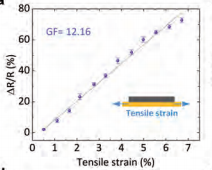 a
80
60
40
20
0
ΔR/R (%)
GF= 12.16
Tensile strain
0 1 2 3 4 5 6 7
Tensile strain (%)